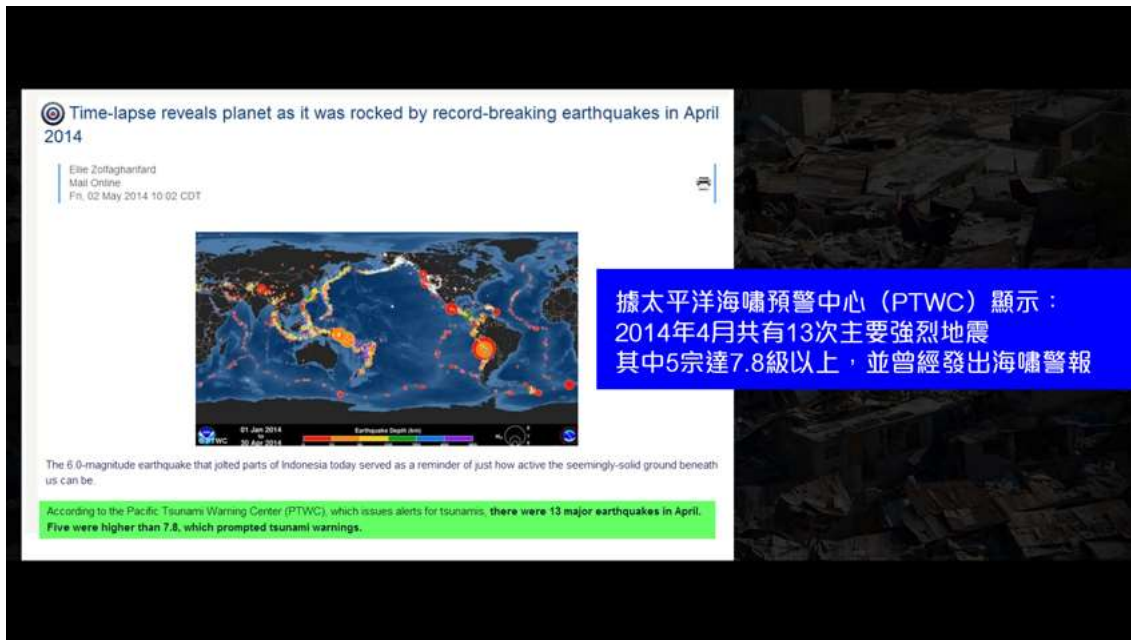 Time-lapse reveals planet as it was rocked by record-breaking earthquakes in April
2014
Ellie Zolfagharifard
Mail Online
Fri, 02 May 2014 10:02 CDT
據太平洋海嘯預警中心（PTWC）顯示：
2014年4月共有13次主要強烈地震
其中5宗達7.8級以上，並曾經發出海嘯警報
PTWC
01 Jan 2014
to
30 Apr 2014
Earthquake Depth (km)
The 6.0-magnitude earthquake that jolted parts of Indonesia today served as a reminder of just how active the seemingly-solid ground beneath
us can be.
According to the Pacific Tsunami Warning Center (PTWC), which issues alerts for tsunamis, there were 13 major earthquakes in April.
Five were higher than 7.8, which prompted tsunami warnings.